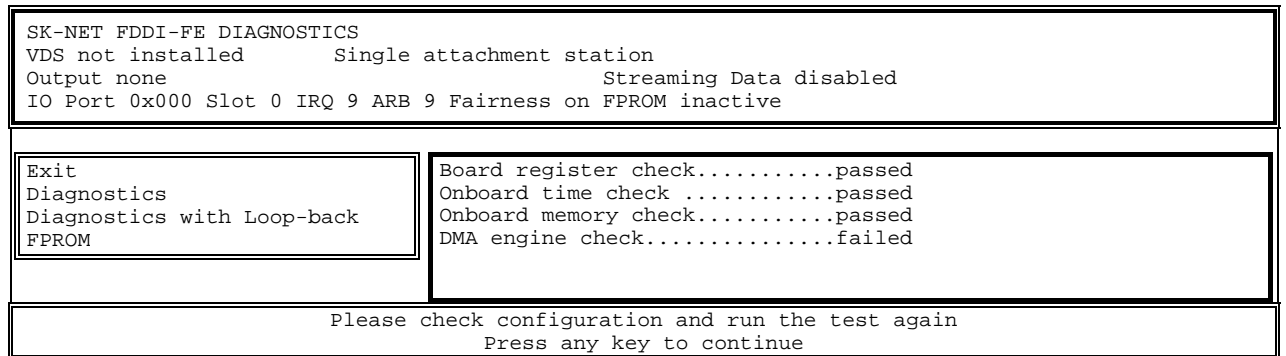 SK-NET FDDI-FE DIAGNOSTICS
VDS not installed Single attachment station
Output none Streaming Data disabled
IO Port 0x000 Slot 0 IRQ 9 ARB 9 Fairness on FPROM inactive
Exit
Diagnostics
Diagnostics with Loop-back
FPROM
Board register check...........passed
Onboard time check ............passed
Onboard memory check...........passed
DMA engine check...............failed
Please check configuration and run the test again
Press any key to continue